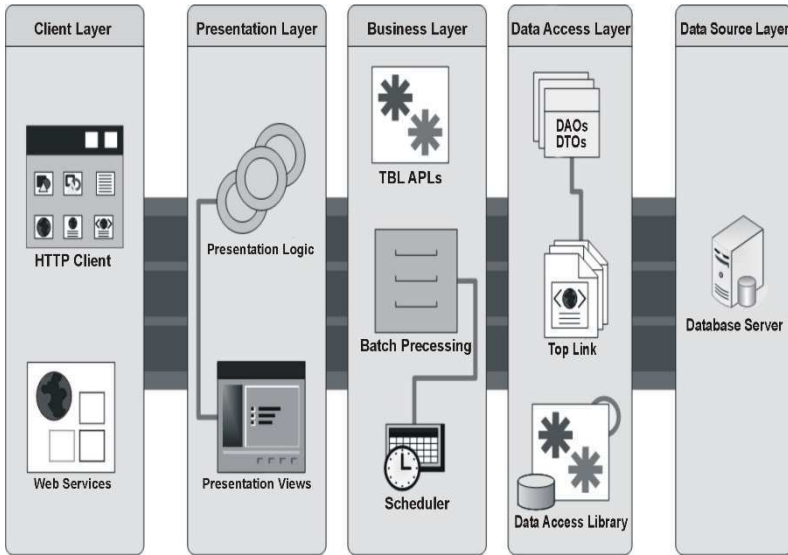 Client Layer
HTTP Client
Web Services
Presentation Layer
Presentation Logic
Presentation Views
Business Layer
TBL APLs
Batch Precessing
Scheduler
Data Access Layer
DAOs
DTOs
Top Link
Data Access Library
Data Source Layer
Database Server